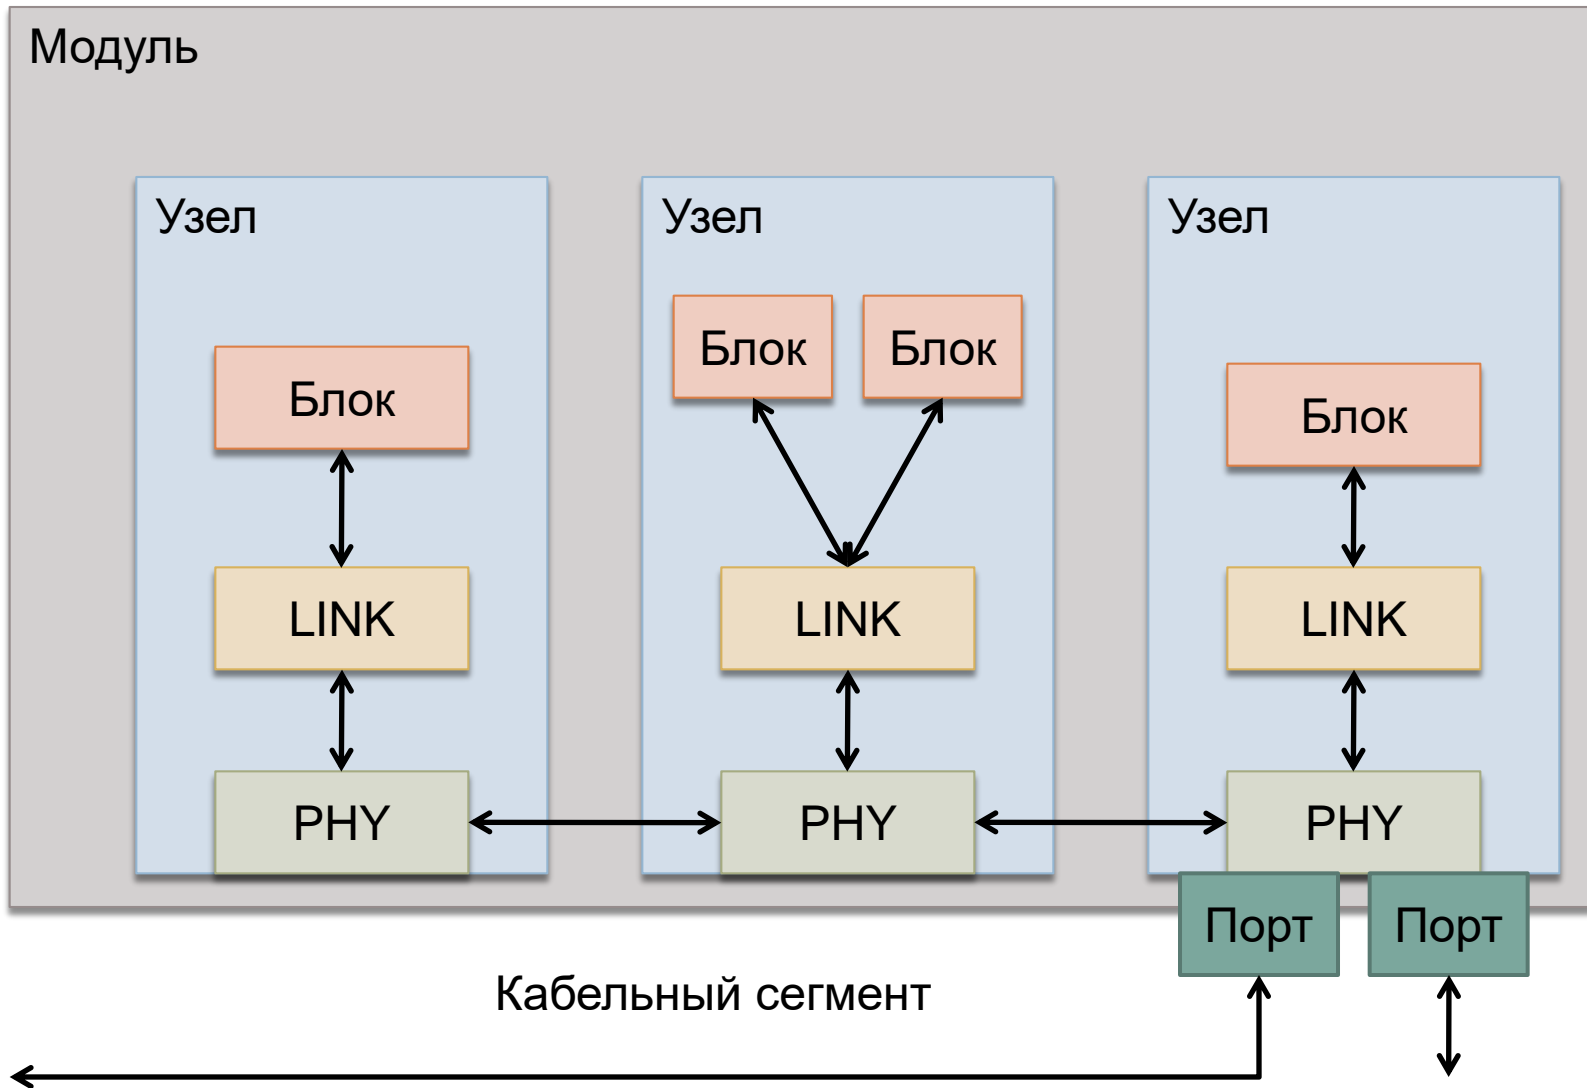 Модуль
Узел
Узел
Узел
Блок
Блок
Блок
Блок
LINK
LINK
LINK
PHY
PHY
PHY
Порт
Порт
Кабельный сегмент